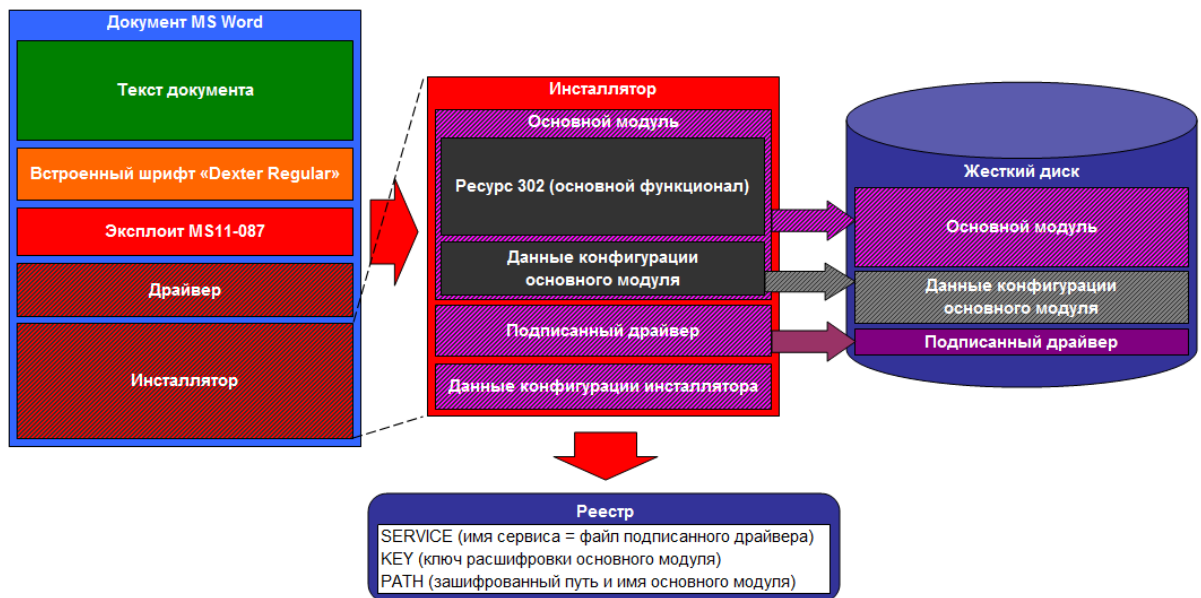 Документ MS Word
Текст документа
Встроенный шрифт «Dexter Regular»
Эксплоит MS11-087
Драйвер
Инсталлятор
Инсталлятор
Основной модуль
Ресурс 302 (основной функционал)
Данные конфигурации
основного модуля
Подписанный драйвер
Данные конфигурации инсталлятора
Жесткий диск
Основной модуль
Данные конфигурации
основного модуля
Подписанный драйвер
Реестр
SERVICE (имя сервиса = файл подписанного драйвера)
KEY (ключ расшифровки основного модуля)
PATH (зашифрованный путь и имя основного модуля)